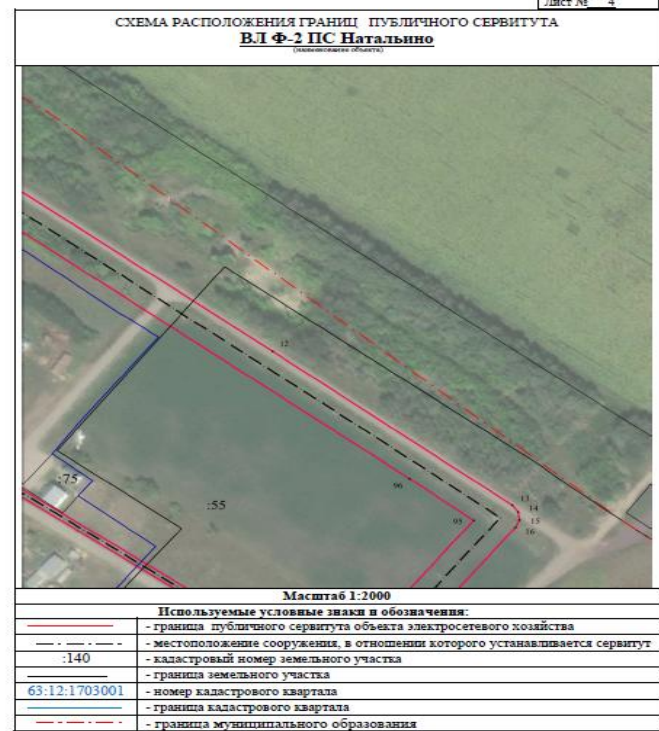 Лист № 4
СХЕМА РАСПОЛОЖЕНИЯ ГРАНИЦ ПУБЛИЧНОГО СЕРВИТУТА
ВЛ Ф-2 ПС Натальино
(наименование объекта)
12
13
14
15
16
96
95
:75
:55
Масштаб 1:2000
Используемые условные знаки и обозначения:
- граница публичного сервитута объекта электросетевого хозяйства
- местоположение сооружения, в отношении которого устанавливается сервитут
:140 - кадастровый номер земельного участка
- граница земельного участка
63:12:1703001 - номер кадастрового квартала
- граница кадастрового квартала
- граница муниципального образования